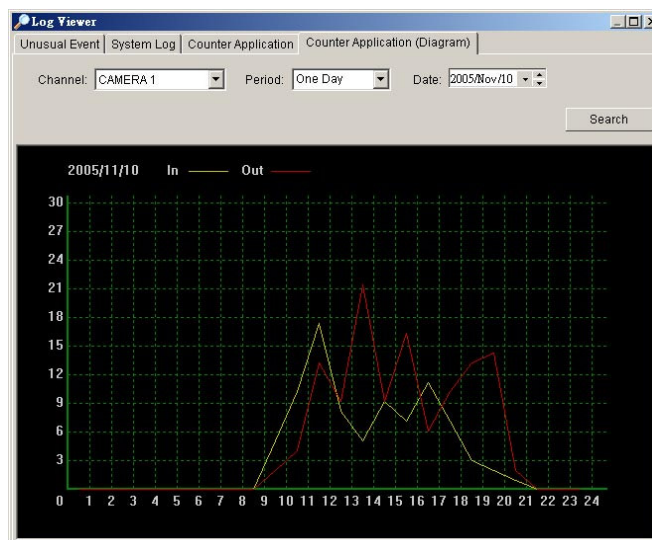 Log Viewer
Unusual Event System Log Counter Application Counter Application (Diagram)
Channel: CAMERA 1 Period: One Day Date: 2005/Nov/10
Search
2005/11/10 In Out
30
27
24
21
18
15
12
9
6
3
0 1 2 3 4 5 6 7 8 9 10 11 12 13 14 15 16 17 18 19 20 21 22 23 24